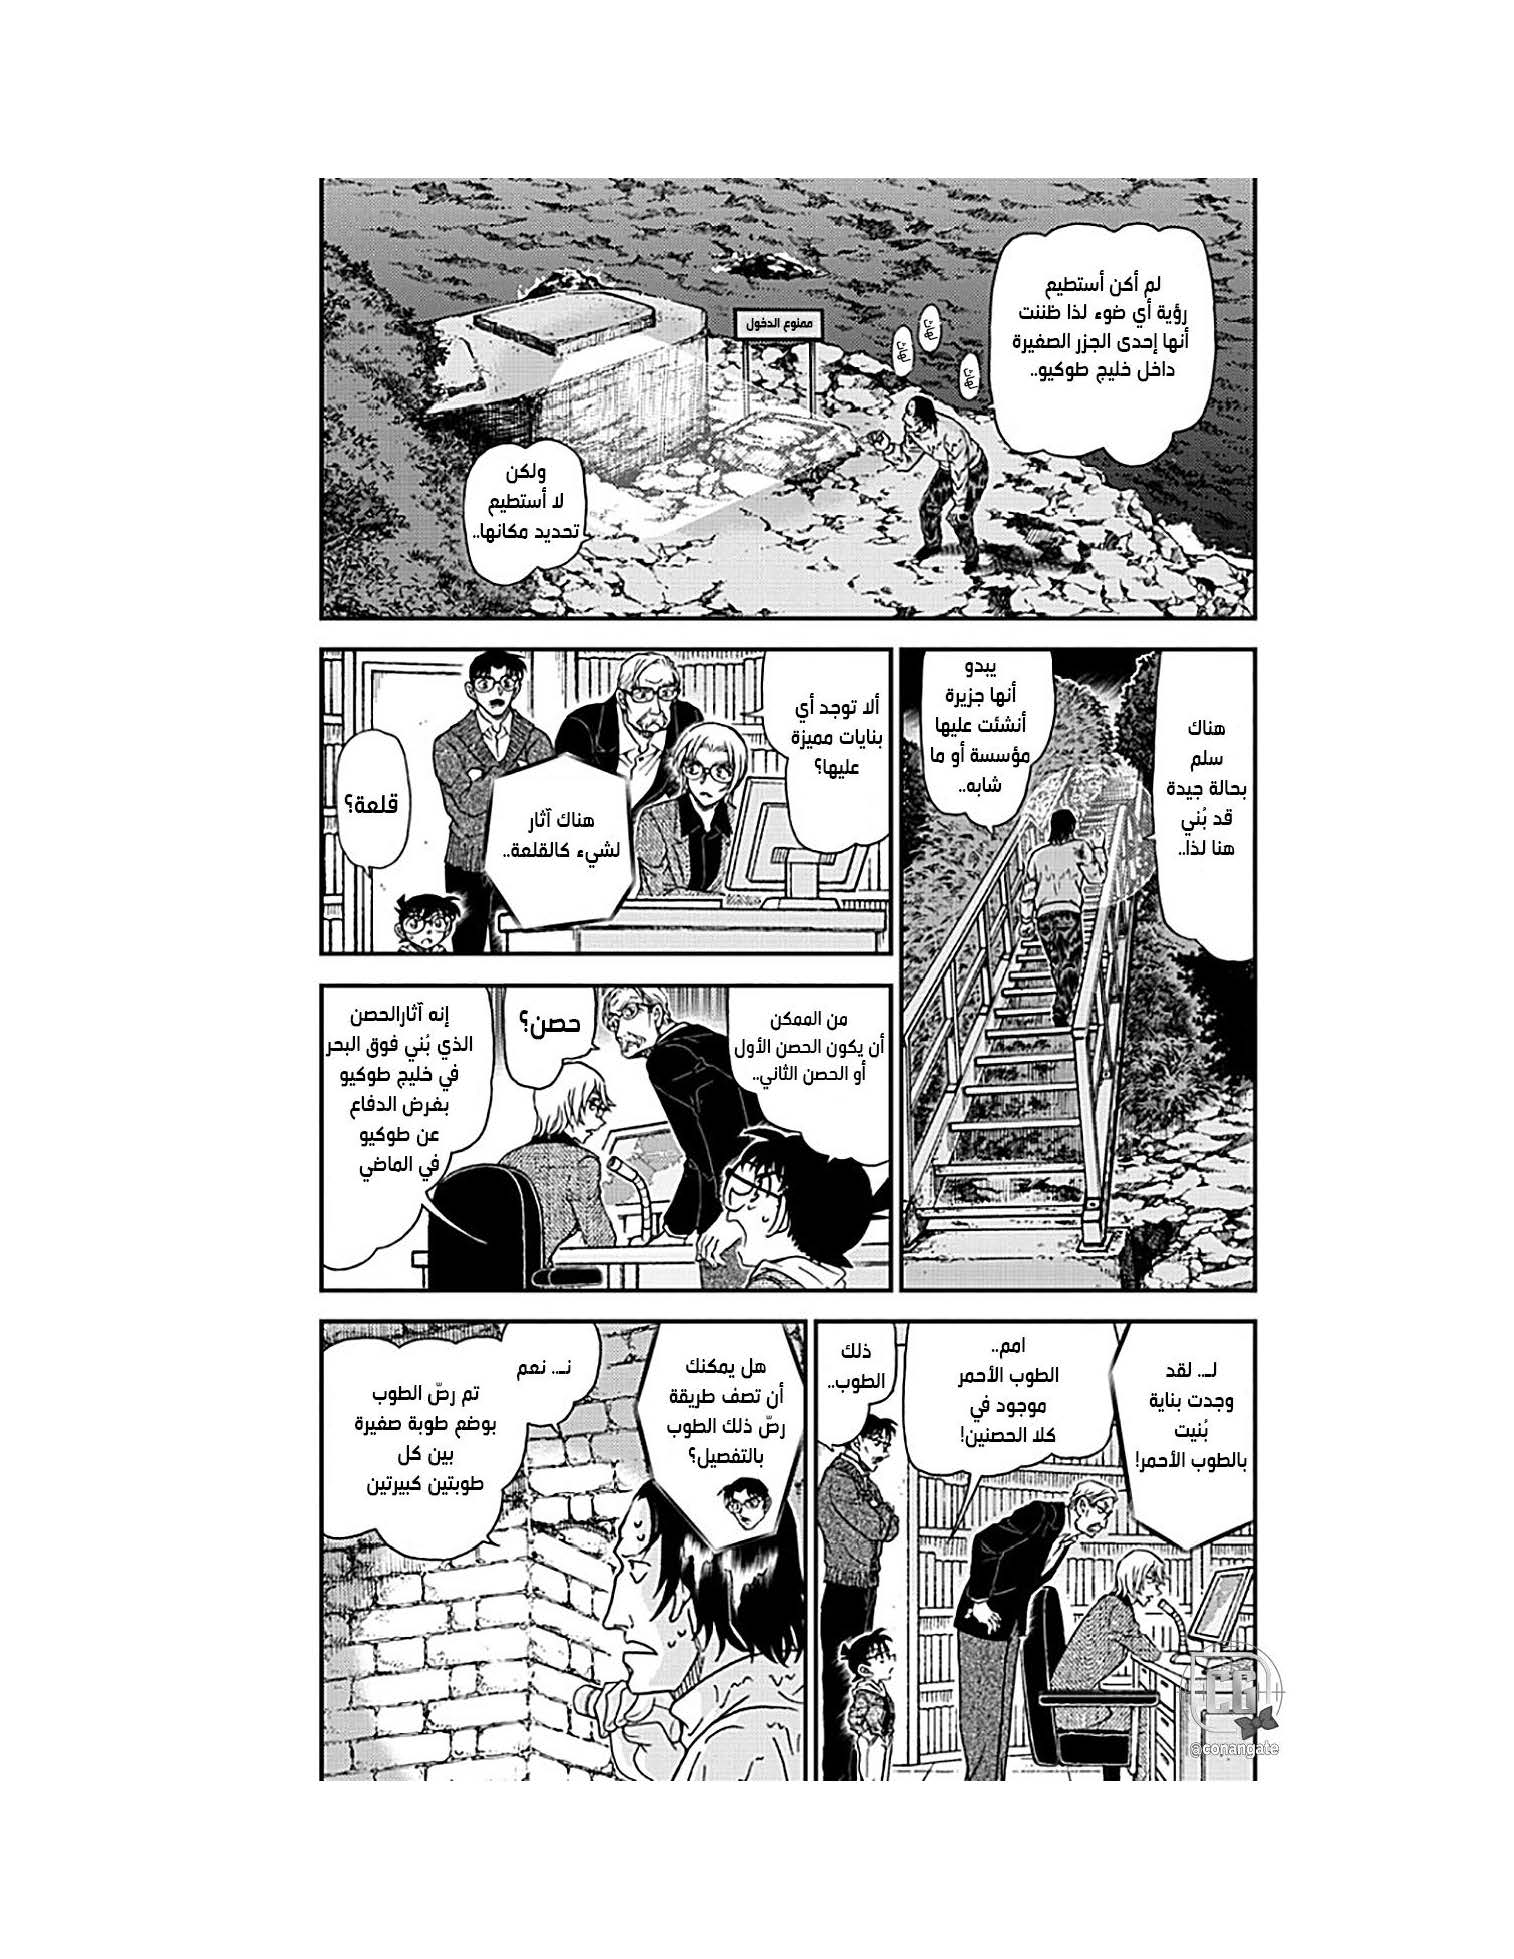 لم أكن أستطيع
رؤية أي ضوء لذا ظننت
أنها إحدى الجزر الصغيرة
داخل خليج طوكيو..
لهاث
لهاث
لهاث
ممنوع الدخول
ولكن
لا أستطيع
تحديد مكانها..
هناك
سلم
بحالة جيدة
قد بُني
هنا لذا..
يبدو
أنها جزيرة
أنشئت عليها
مؤسسة أو ما
شابه..
ألا توجد أي
بنايات مميزة
عليها؟
هناك آثار
لشيء كالقلعة..
قلعة؟
من الممكن
أن يكون الحصن الأول
أو الحصن الثاني..
حصن؟
إنه آثارالحصن
الذي بُني فوق البحر
في خليج طوكيو
بغرض الدفاع
عن طوكيو
في الماضي
لـ.. لقد
وجدت بناية
بُنيت
بالطوب الأحمر!
امم..
الطوب الأحمر
موجود في
كلا الحصنين!
ذلك
الطوب..
هل يمكنك
أن تصف طريقة
رصّ ذلك الطوب
بالتفصيل؟
نـ.. نعم
تم رصّ الطوب
بوضع طوبة صغيرة
بين كل
طوبتين كبيرتين
@conangate